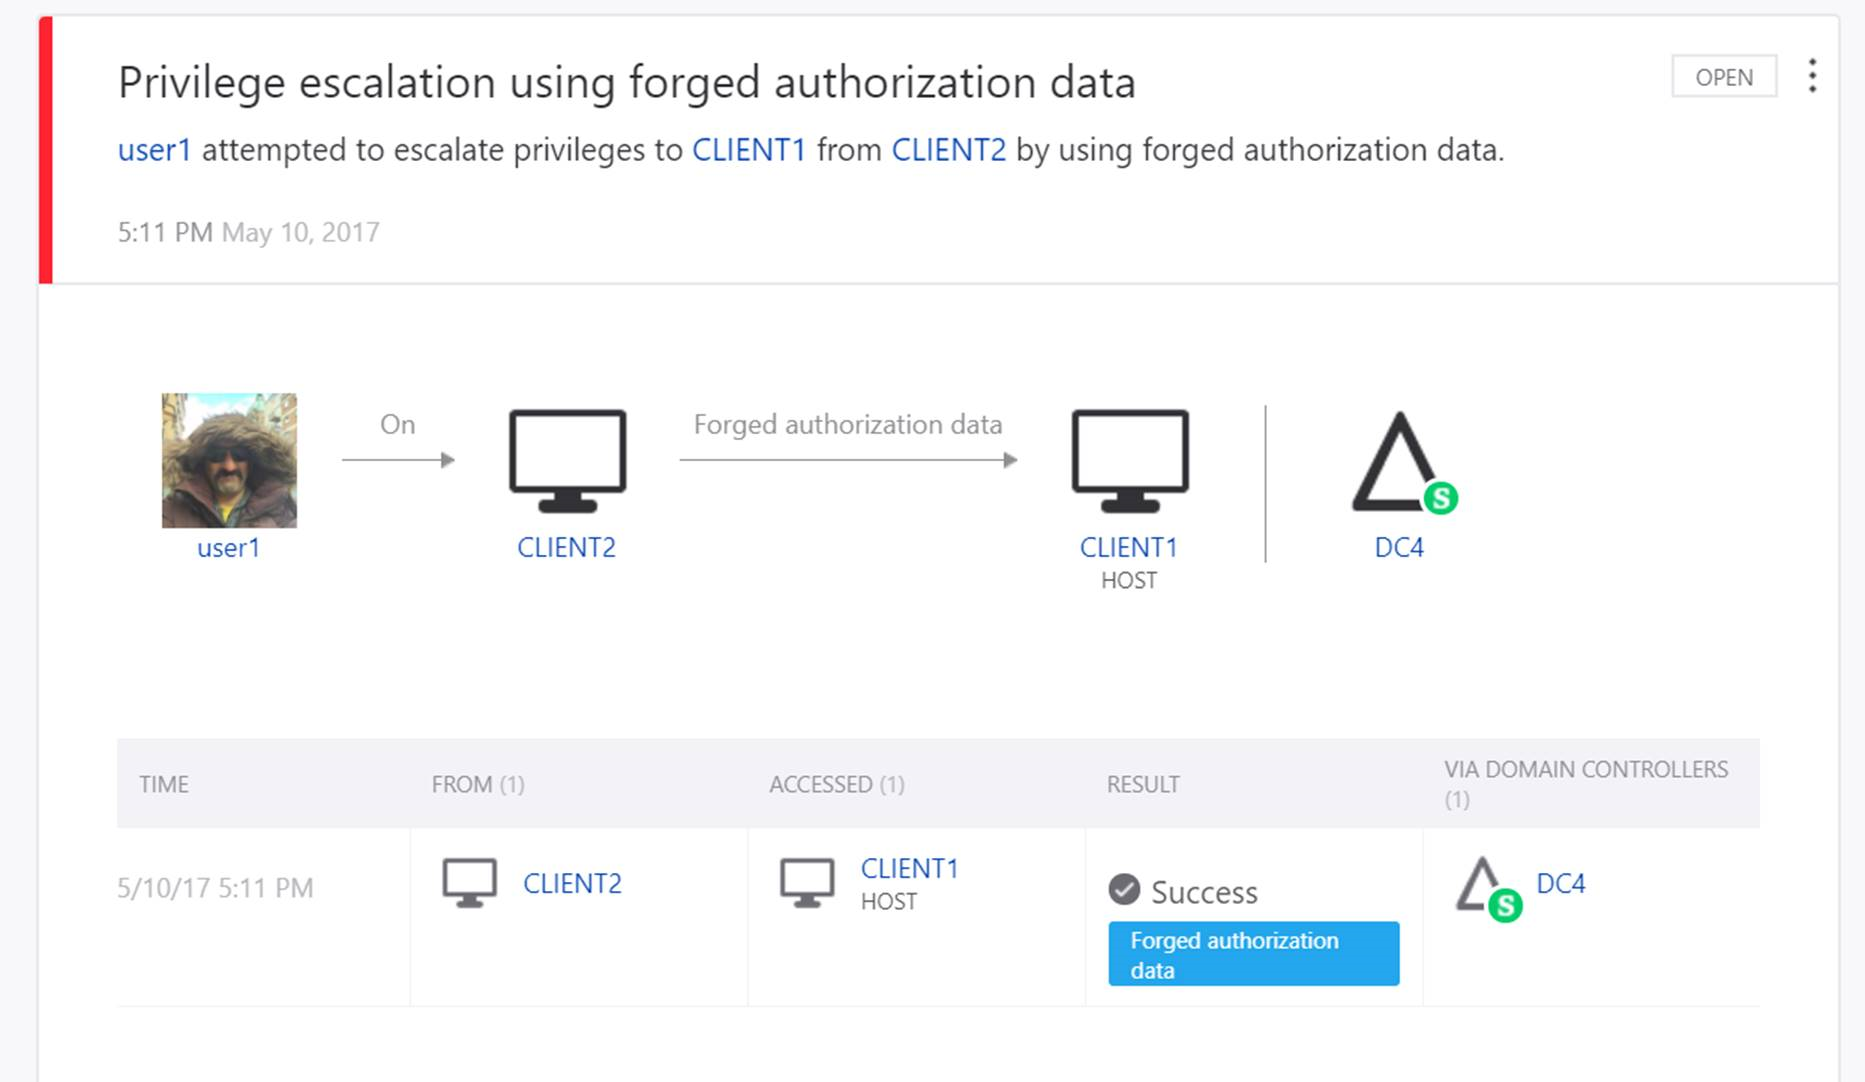 Privilege escalation using forged authorization data
OPEN
user1 attempted to escalate privileges to CLIENT1 from CLIENT2 by using forged authorization data.
5:11 PM May 10, 2017
On
Forged authorization data
user1
CLIENT2
CLIENT1
HOST
DC4
S
TIME
FROM (1)
ACCESSED (1)
RESULT
VIA DOMAIN CONTROLLERS
(1)
5/10/17 5:11 PM
CLIENT2
CLIENT1
HOST
Success
Forged authorization
data
DC4
S